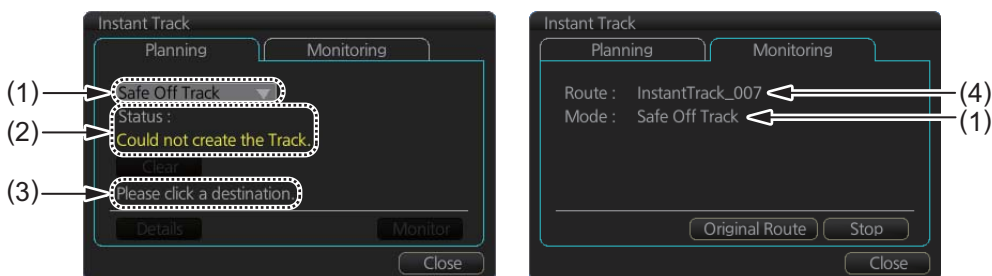 Instant Track
Planning
Monitoring
(1)
Safe Off Track
(2)
Status :
Could not create the Track.
Clear
(3)
Please click a destination.
Details
Monitor
Close
Instant Track
Planning
Monitoring
Route : InstantTrack_007
(4)
Mode : Safe Off Track
(1)
Original Route
Stop
Close